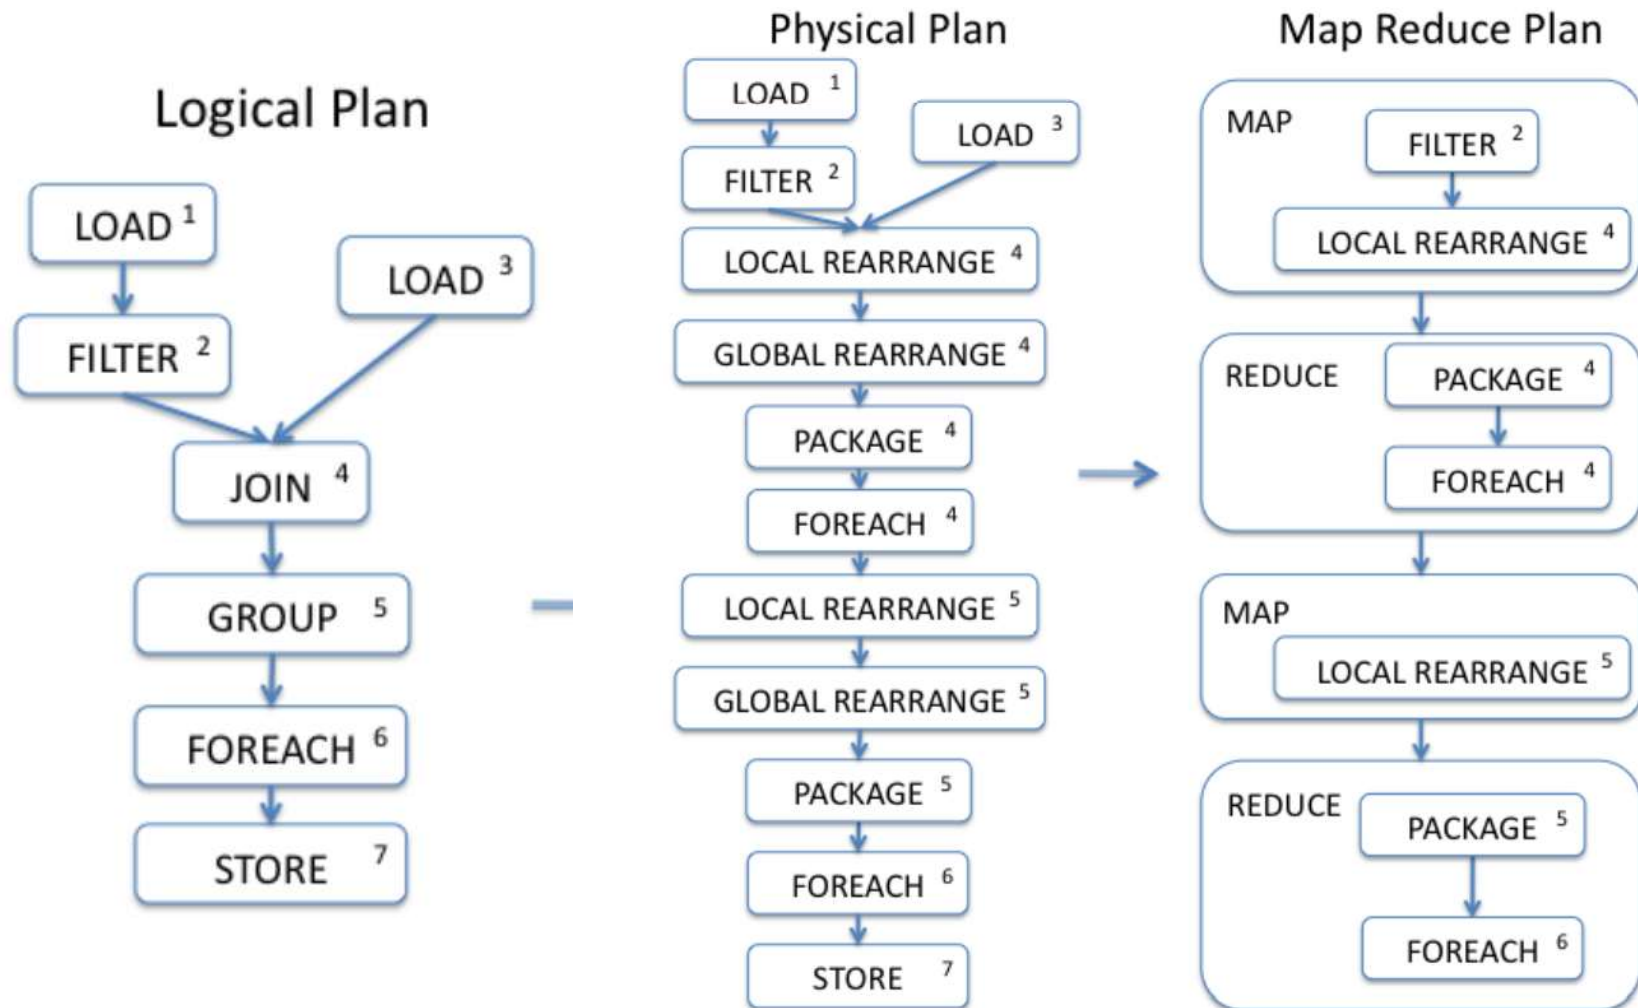 Logical Plan
LOAD 1
LOAD 3
FILTER 2
JOIN 4
GROUP 5
FOREACH 6
STORE 7
Physical Plan
LOAD 1
LOAD 3
FILTER 2
LOCAL REARRANGE 4
GLOBAL REARRANGE 4
PACKAGE 4
FOREACH 4
LOCAL REARRANGE 5
GLOBAL REARRANGE 5
PACKAGE 5
FOREACH 6
STORE 7
Map Reduce Plan
MAP
FILTER 2
LOCAL REARRANGE 4
REDUCE
PACKAGE 4
FOREACH 4
MAP
LOCAL REARRANGE 5
REDUCE
PACKAGE 5
FOREACH 6